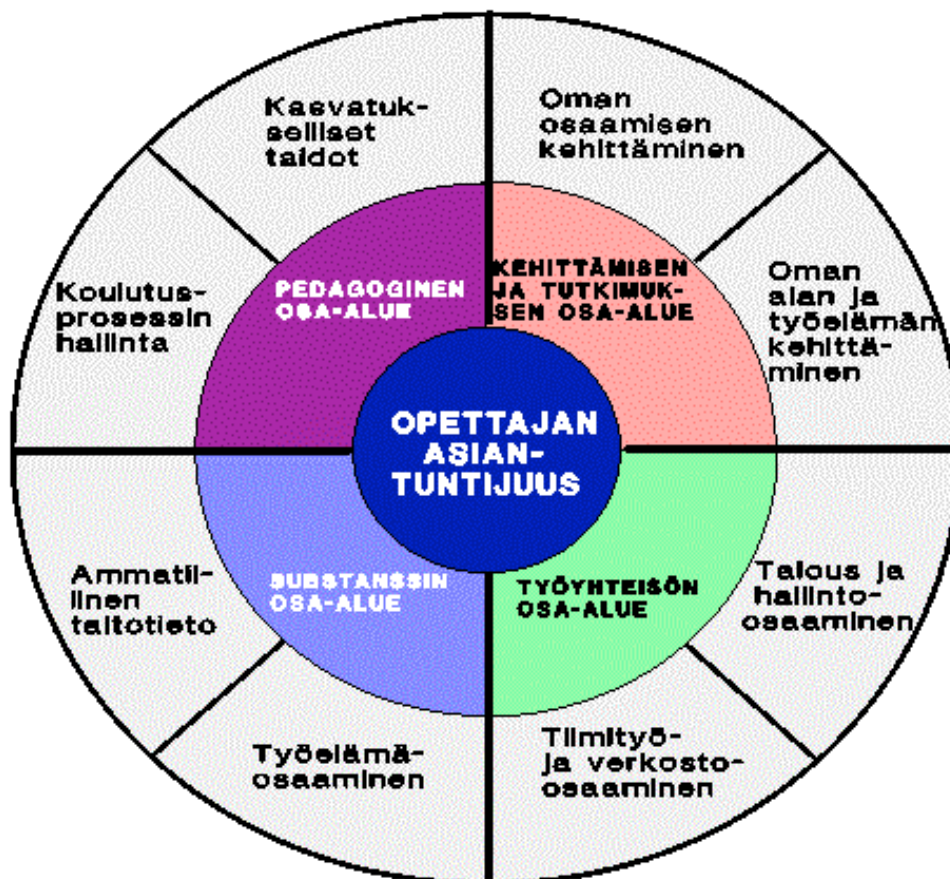 Kasvatuk-
selliset
taidot
Oman
osaamisen
kehittäminen
Koulutus-
prosessin
hallinta
PEDAGOGINEN
OSA-ALUE
KEHITTÄMISEN
JA TUTKIMUK-
SEN OSA-ALUE
Oman
alan ja
työelämän
kehittä-
minen
OPETTAJAN
ASIAN-
TUNTIJUUS
Ammatil-
linen
taitotieto
SUBSTANSSIN
OSA-ALUE
TYÖYHTEISÖN
OSA-ALUE
Talous ja
hallinto-
osaaminen
Työelämä-
osaaminen
Tiimityö-
ja verkosto-
osaaminen